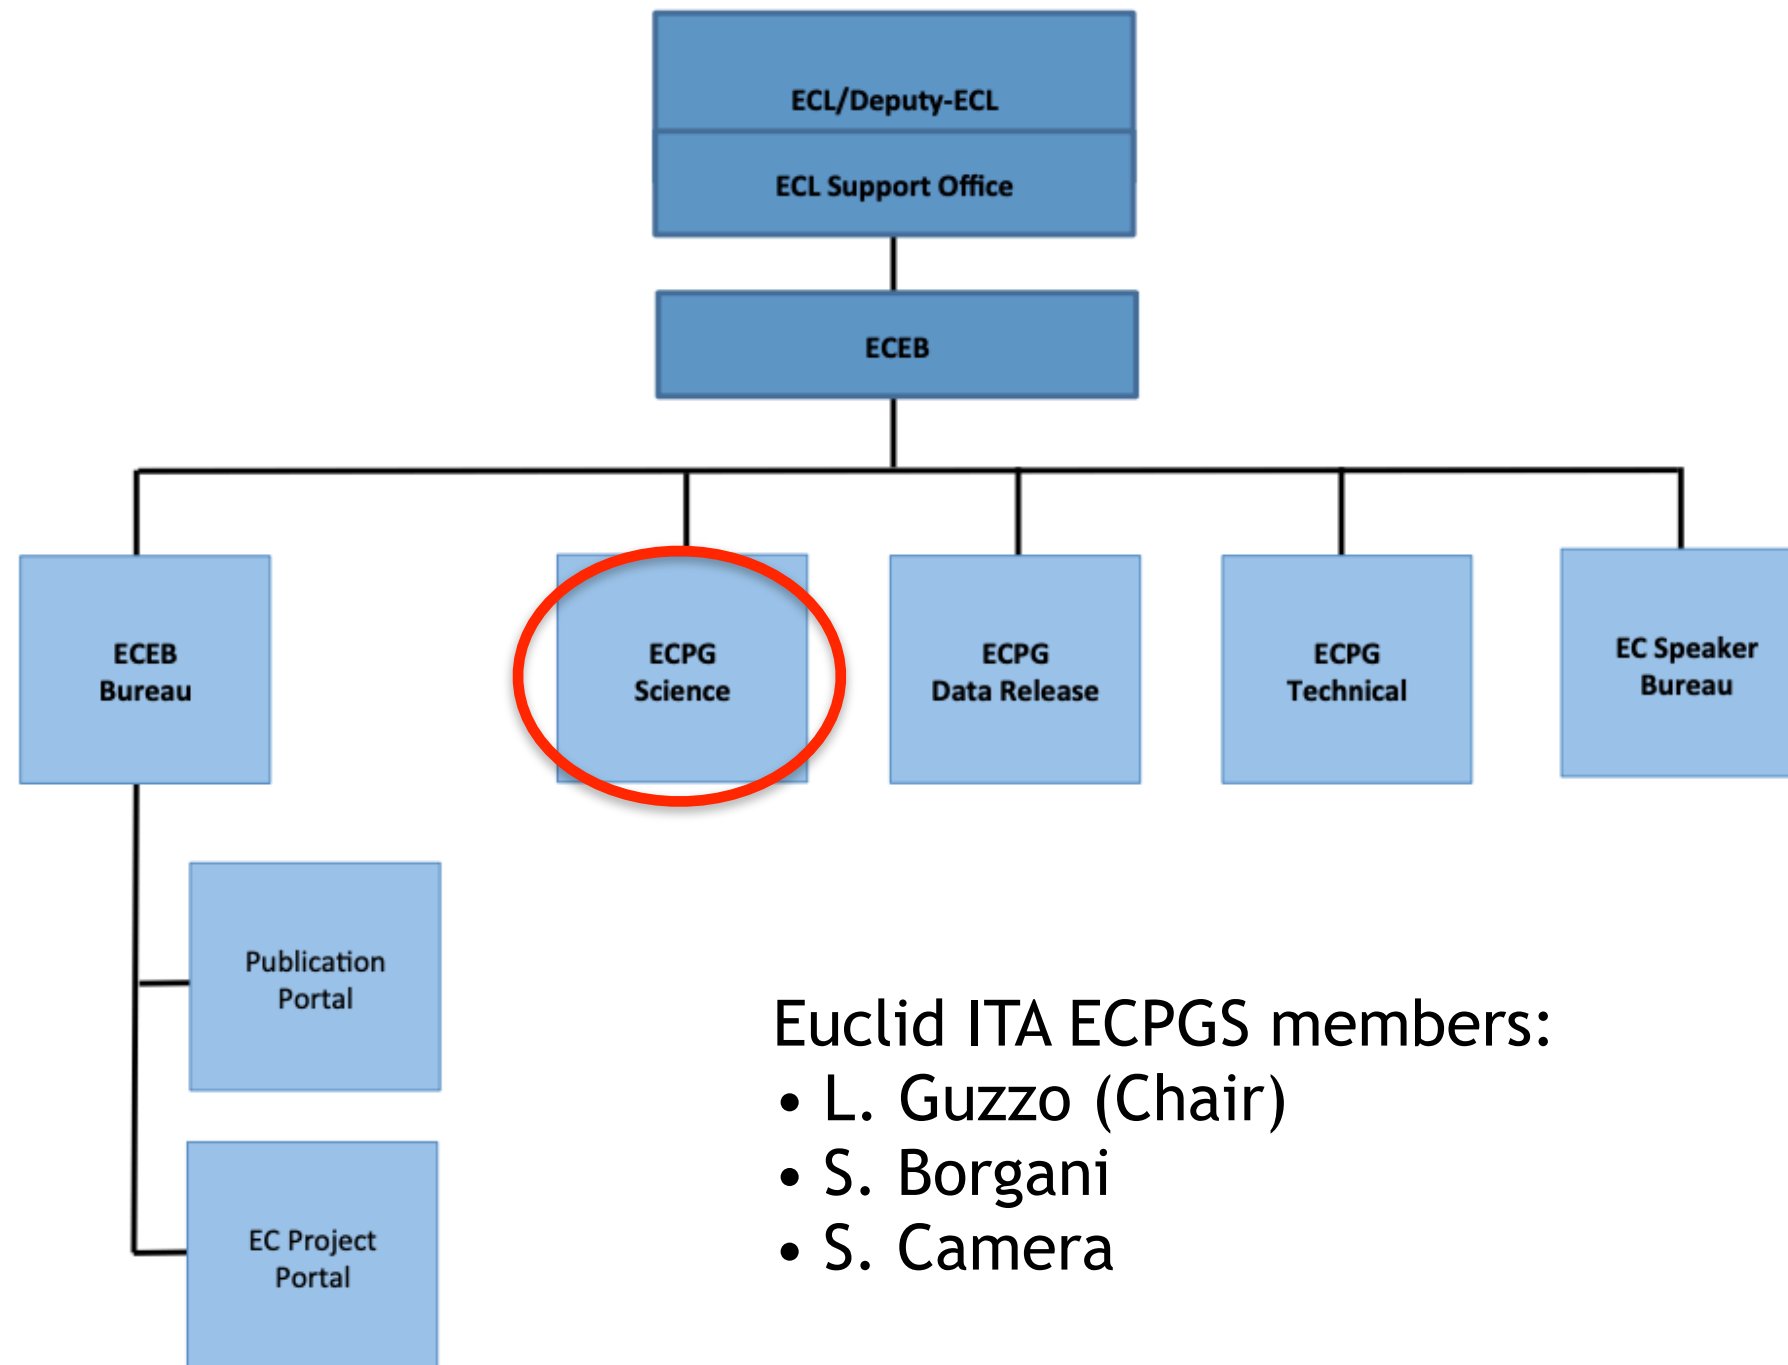 ECL/Deputy-ECL
ECL Support Office
ECEB
ECEB
Bureau
ECPG
Science
ECPG
Data Release
ECPG
Technical
EC Speaker
Bureau
Publication
Portal
EC Project
Portal
Euclid ITA ECPGS members:
• L. Guzzo (Chair)
• S. Borgani
• S. Camera